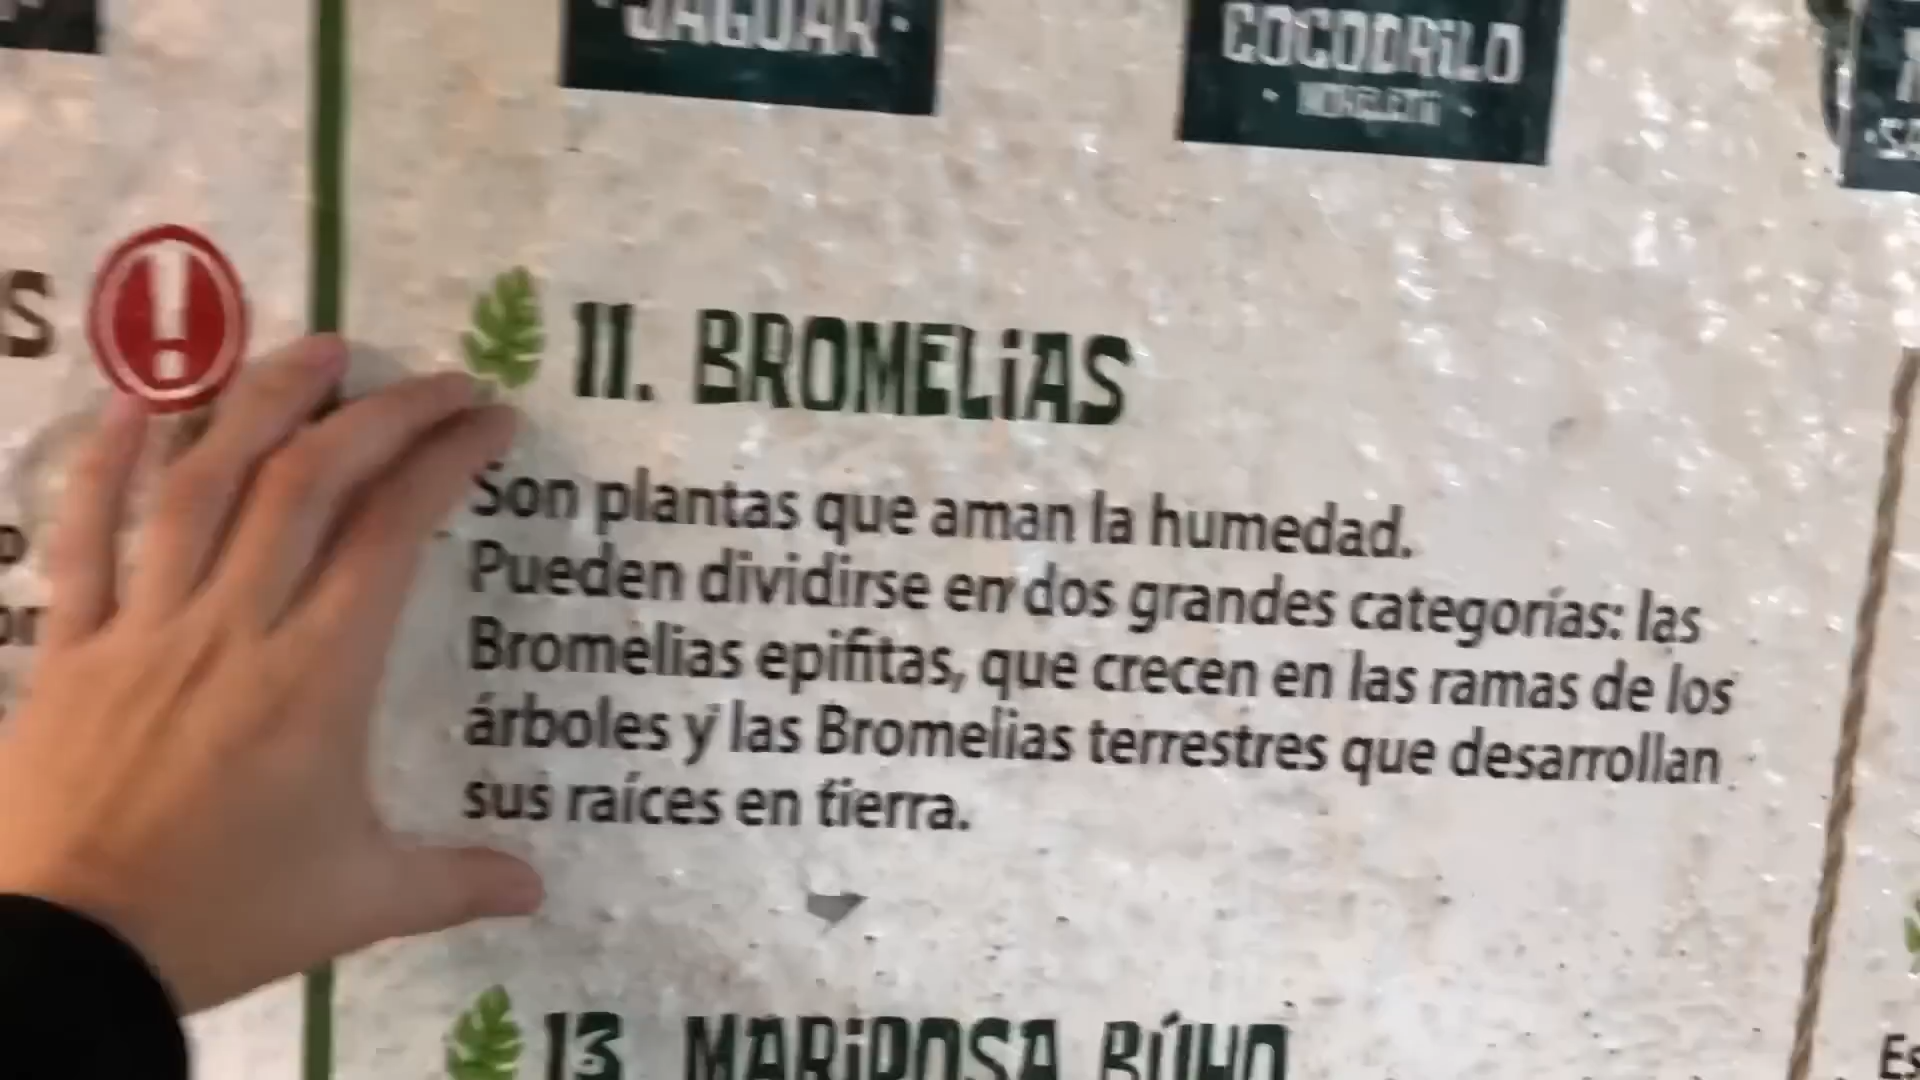 JAGUAR
COCODRiLO
MORELETII
S
11. BROMELiAS
Son plantas que aman la humedad.
Pueden dividirse en dos grandes categorías: las
Bromelias epifitas, que crecen en las ramas de los
árboles y las Bromelias terrestres que desarrollan
sus raíces en tierra.
13. MARiPOSA BÚHO
Es